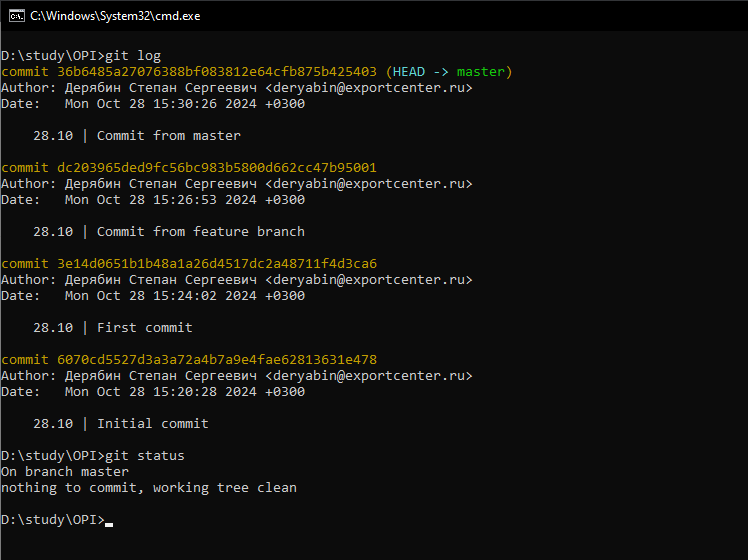 C:\Windows\System32\cmd.exe
D:\study\OPI>git log
commit 36b6485a27076388bf083812e64cfb875b425403 (HEAD -> master)
Author: Дерябин Степан Сергеевич <deryabin@exportcenter.ru>
Date:   Mon Oct 28 15:30:26 2024 +0300
28.10 | Commit from master
commit dc203965ded9fc56bc983b5800d662cc47b95001
Author: Дерябин Степан Сергеевич <deryabin@exportcenter.ru>
Date:   Mon Oct 28 15:26:53 2024 +0300
28.10 | Commit from feature branch
commit 3e14d0651b1b48a1a26d4517dc2a48711f4d3ca6
Author: Дерябин Степан Сергеевич <deryabin@exportcenter.ru>
Date:   Mon Oct 28 15:24:02 2024 +0300
28.10 | First commit
commit 6070cd5527d3a3a72a4b7a9e4fae62813631e478
Author: Дерябин Степан Сергеевич <deryabin@exportcenter.ru>
Date:   Mon Oct 28 15:20:28 2024 +0300
28.10 | Initial commit
D:\study\OPI>git status
On branch master
nothing to commit, working tree clean
D:\study\OPI>